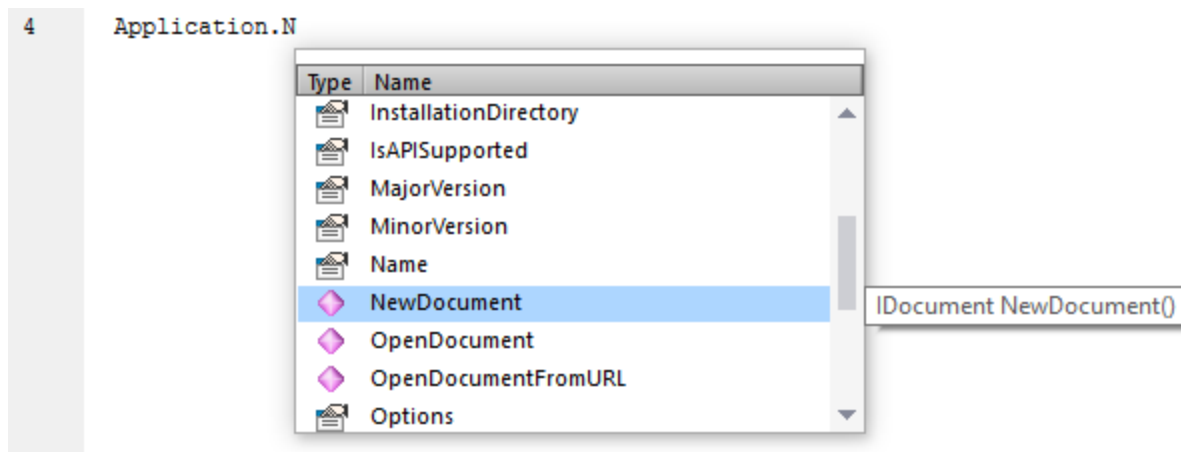 4 Application.N
Type Name
InstallationDirectory
IsAPISupported
MajorVersion
MinorVersion
Name
NewDocument
IDocument NewDocument()
OpenDocument
OpenDocumentFromURL
Options